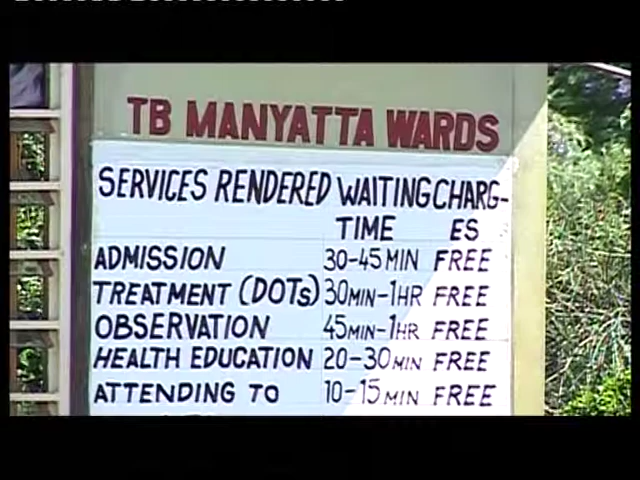 TB MANYATTA WARDS
SERVICES RENDERED WAITING CHARG-
TIME ES
ADMISSION 30-45 MIN FREE
TREATMENT (DOTs) 30MIN-1HR FREE
OBSERVATION 45MIN-1HR FREE
HEALTH EDUCATION 20-30MIN FREE
ATTENDING TO 10-15MIN FREE